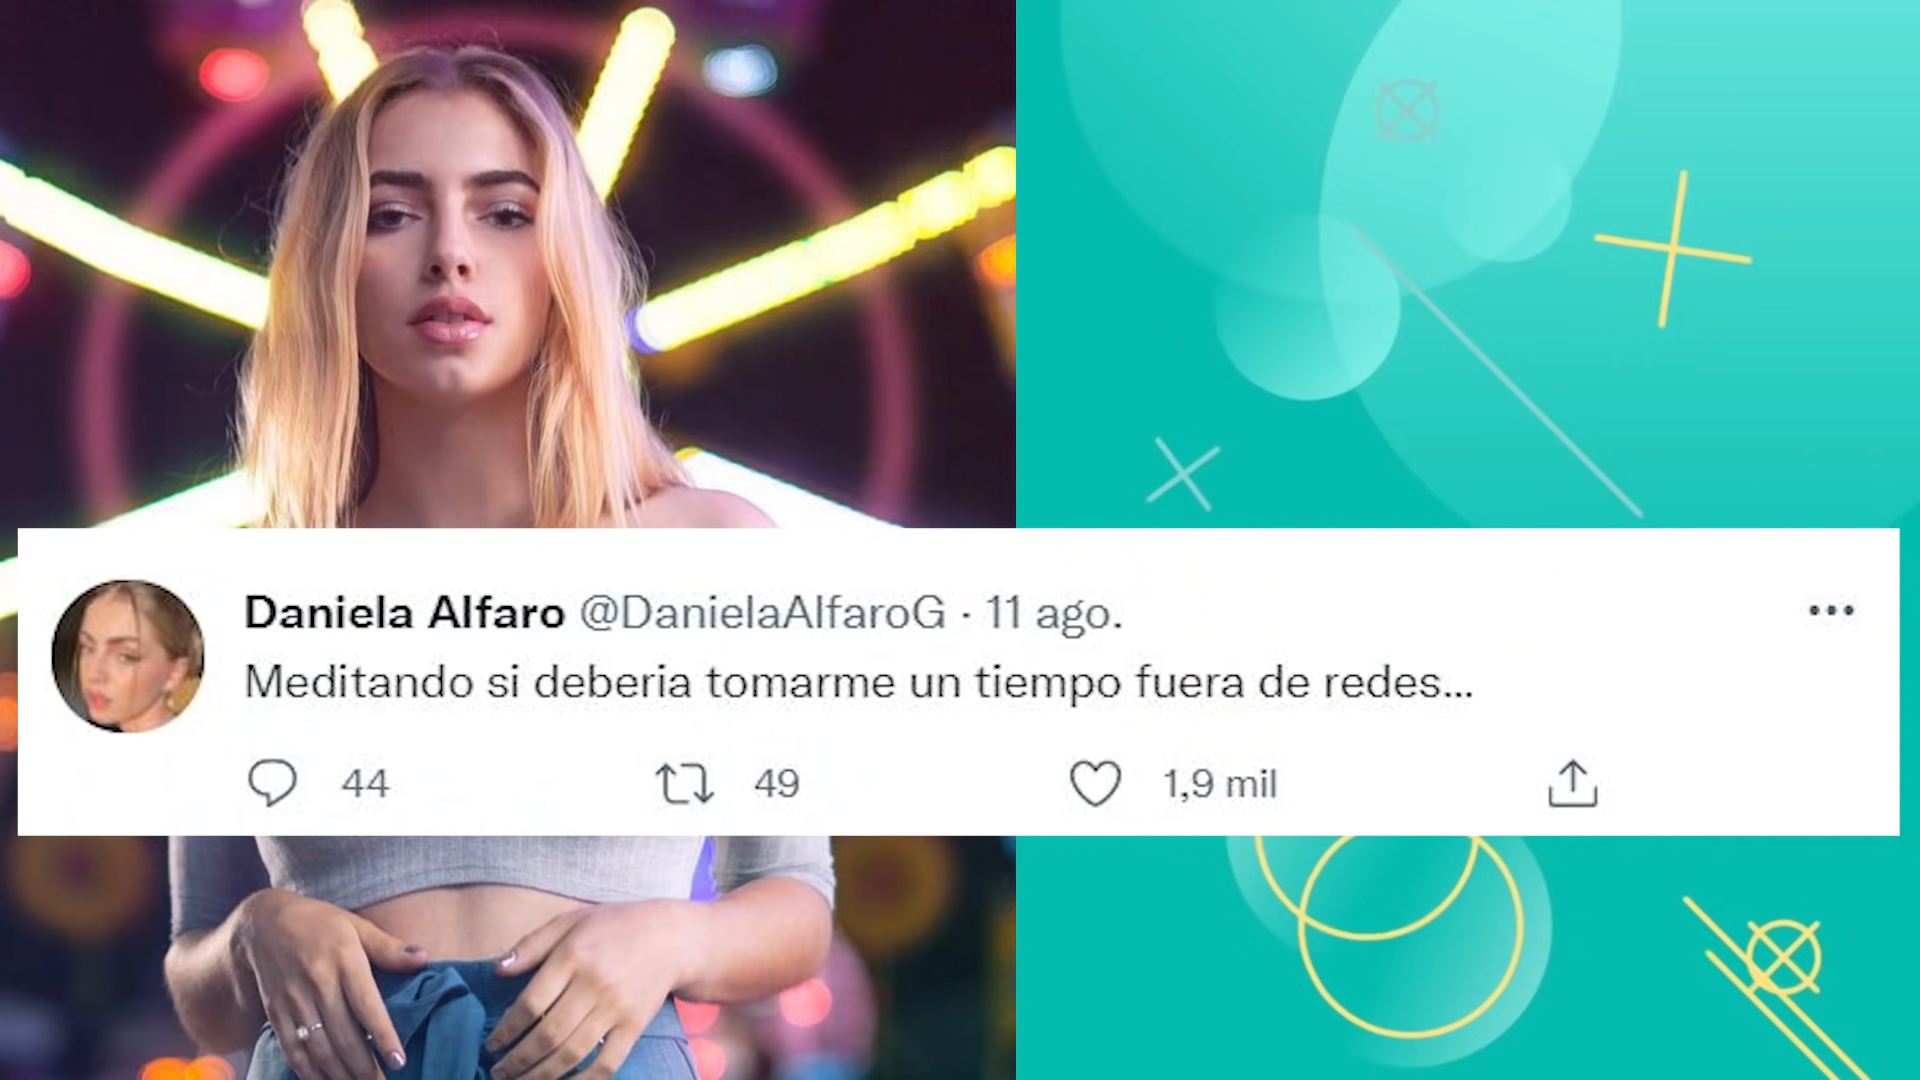 Daniela Alfaro @DanielaAlfaroG · 11 ago.
Meditando si deberia tomarme un tiempo fuera de redes...
44 49 1,9 mil